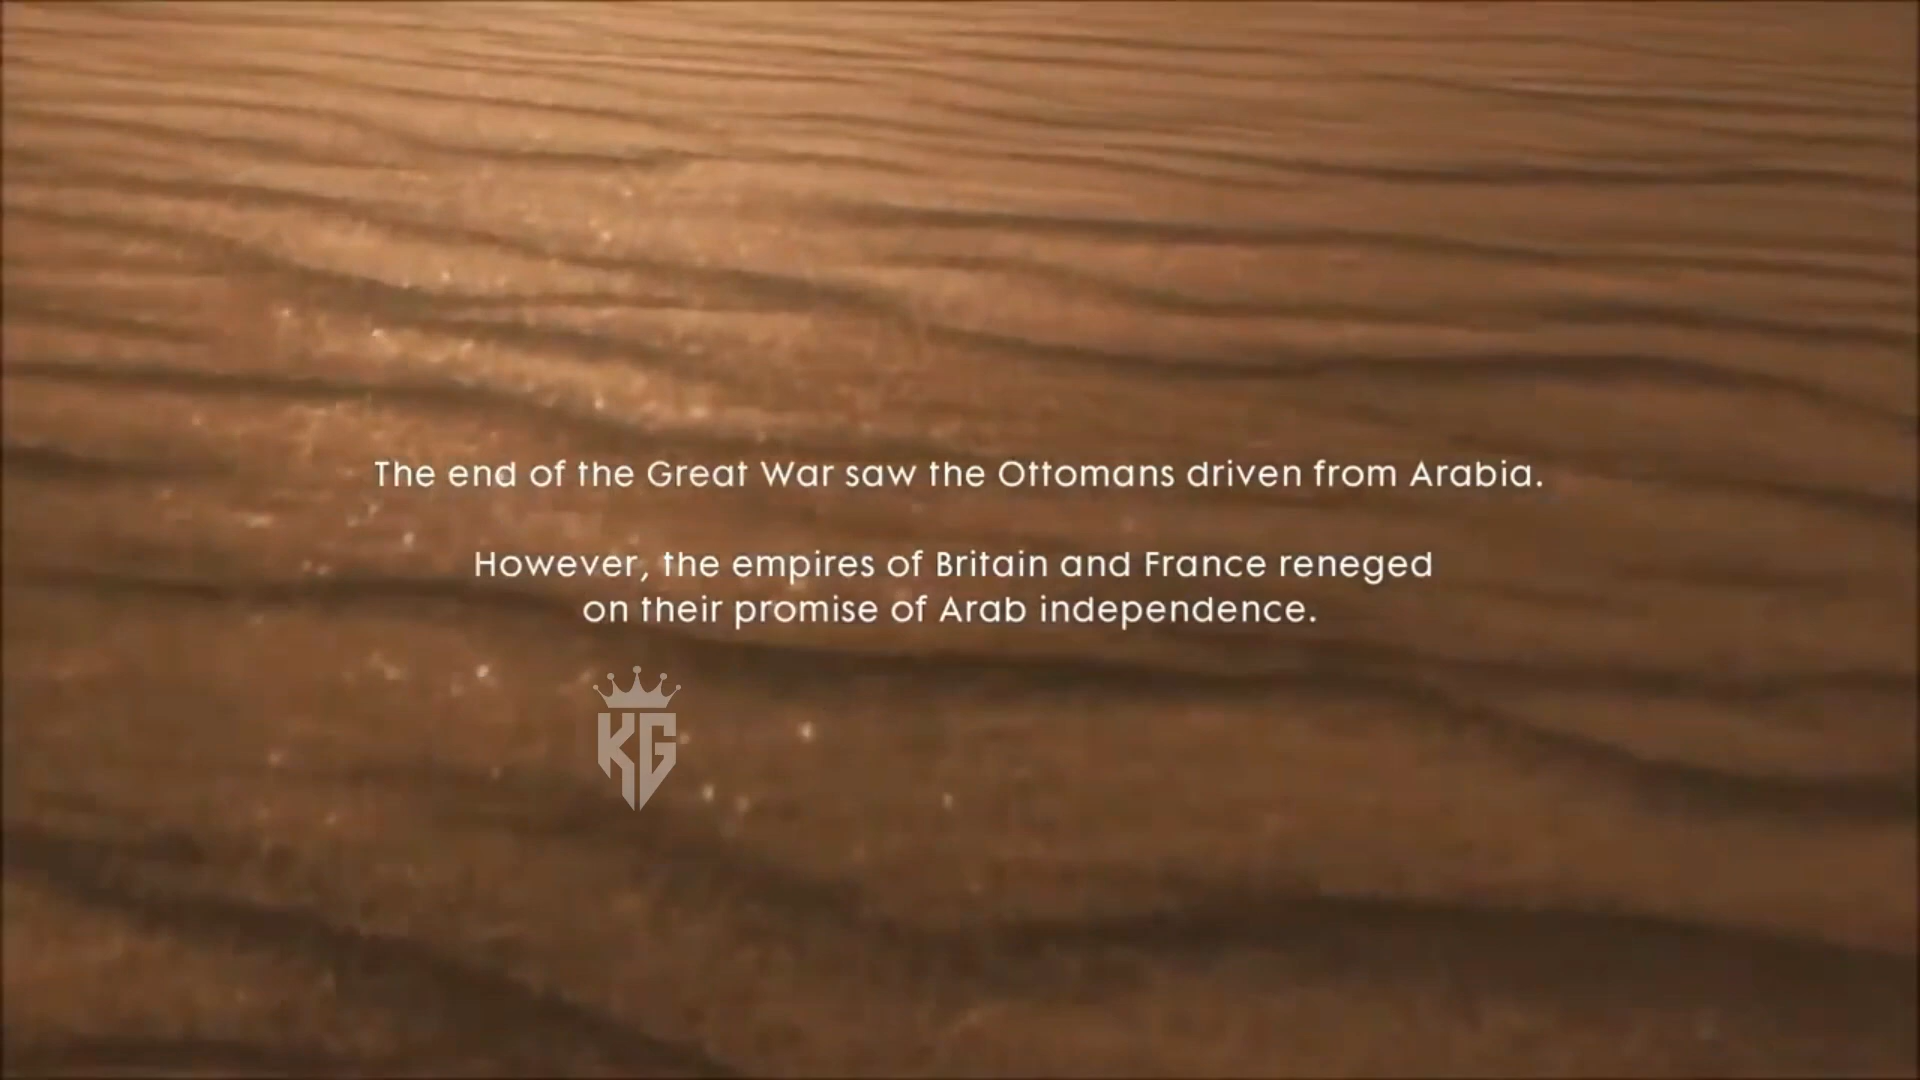 The end of the Great War saw the Ottomans driven from Arabia.
However, the empires of Britain and France reneged
on their promise of Arab independence.
KG